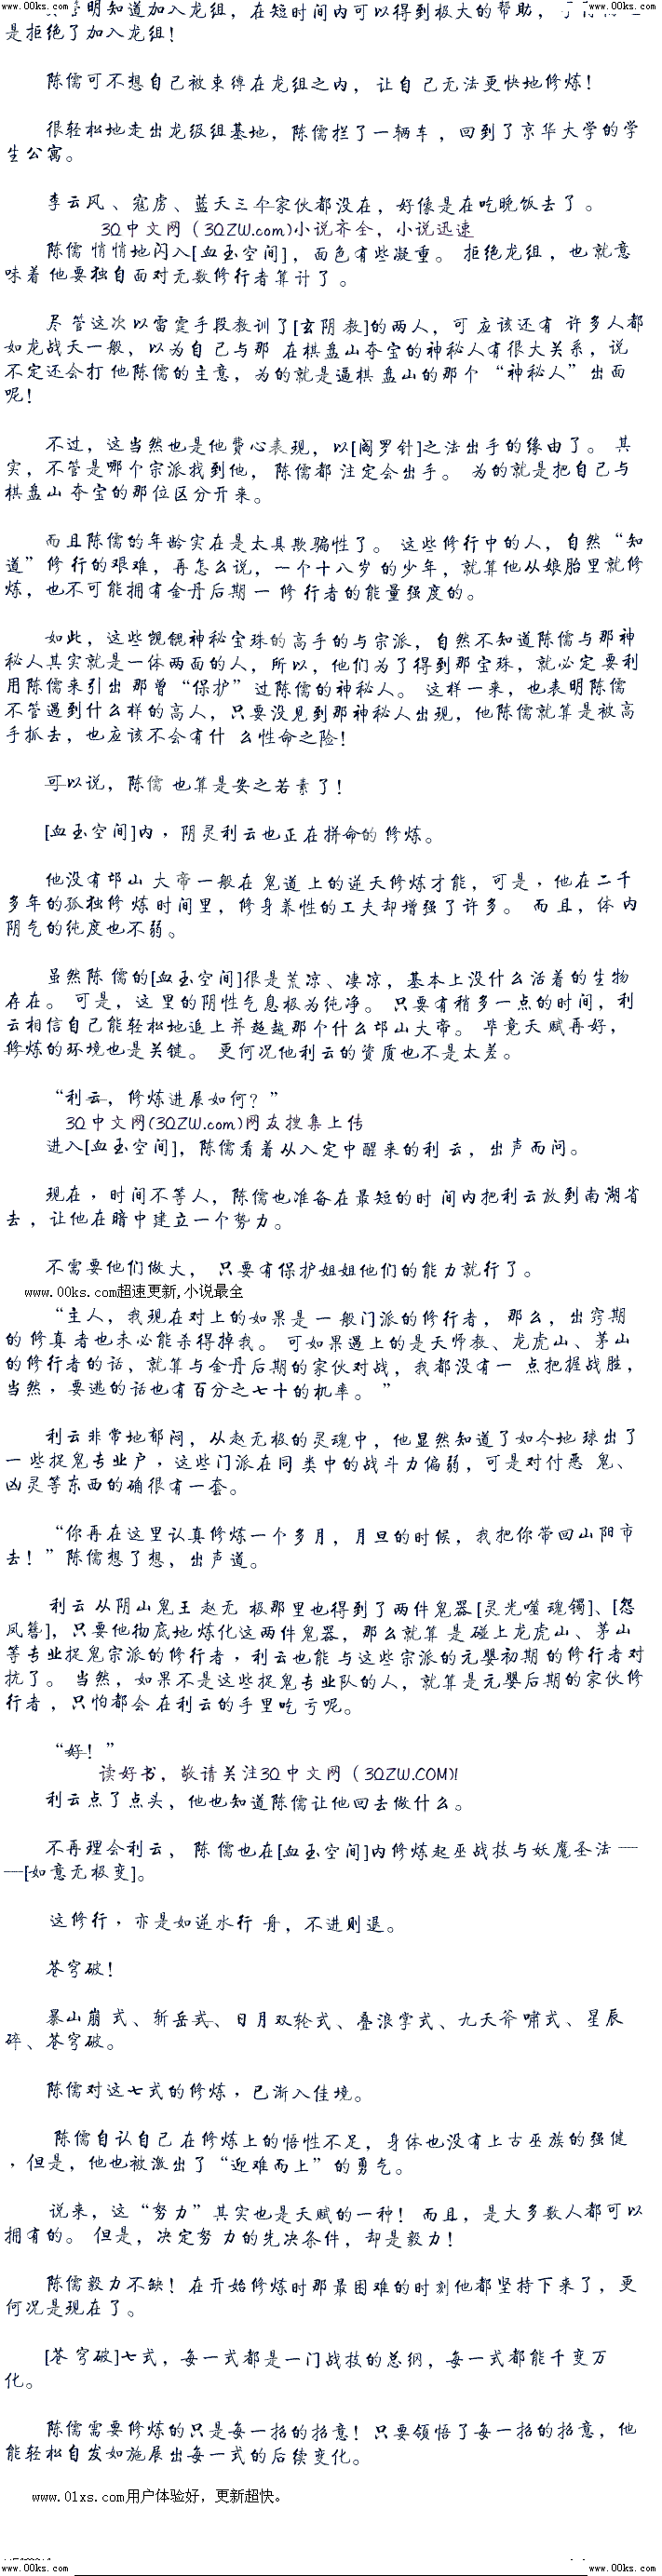 www.00ks.com www.00ks.com
明知道加入龙组，在短时间内可以得到极大的帮助，
是拒绝了加入龙组！
陈儒可不想自己被束缚在龙组之内，让自己无法更快地修炼！
很轻松地走出龙级组基地，陈儒拦了一辆车，回到了京华大学的学
生公寓。
李云风、寇虏、蓝天三个家伙都没在，好像是在吃晚饭去了。
3Q中文网（3QZW.com)小说齐全，小说迅速
陈儒悄悄地闪入[血玉空间]，面色有些凝重。拒绝龙组，也就意
味着他要独自面对无数修行者算计了。
尽管这次以雷霆手段教训了[玄阴教]的两人，可应该还有许多人都
如龙战天一般，以为自己与那在棋盘山夺宝的神秘人有很大关系，说
不定还会打他陈儒的主意，为的就是逼棋盘山的那个“神秘人”出面
呢！
不过，这当然也是他费心表现，以[阎罗针]之法出手的缘由了。其
实，不管是哪个宗派找到他，陈儒都注定会出手。为的就是把自己与
棋盘山夺宝的那位区分开来。
而且陈儒的年龄实在是太具欺骗性了。这些修行中的人，自然“知
道”修行的艰难，再怎么说，一个十八岁的少年，就算他从娘胎里就修
炼，也不可能拥有金丹后期一修行者的能量强度的。
如此，这些觊觎神秘宝珠的高手的与宗派，自然不知道陈儒与那神
秘人其实就是一体两面的人，所以，他们为了得到那宝珠，就必定要利
用陈儒来引出那曾“保护”过陈儒的神秘人。这样一来，也表明陈儒
不管遇到什么样的高人，只要没见到那神秘人出现，他陈儒就算是被高
手抓去，也应该不会有什么性命之险！
可以说，陈儒也算是安之若素了！
[血玉空间]内，阴灵利云也正在拼命的修炼。
他没有邙山大帝一般在鬼道上的逆天修炼才能，可是，他在二千
多年的孤独修炼时间里，修身养性的工夫却增强了许多。而且，体内
阴气的纯度也不弱。
虽然陈儒的[血玉空间]很是荒凉、凄凉，基本上没什么活着的生物
存在。可是，这里的阴性气息极为纯净。只要有稍多一点的时间，利
云相信自己能轻松地追上并超越那个什么邙山大帝。毕竟天赋再好，
修炼的环境也是关键。更何况他利云的资质也不是太差。
“利云，修炼进展如何？”
3Q中文网(3QZW.com)网友搜集上传
进入[血玉空间]，陈儒看着从入定中醒来的利云，出声而问。
现在，时间不等人，陈儒也准备在最短的时间内把利云放到南湖省
去，让他在暗中建立一个势力。
不需要他们做大，只要有保护姐姐他们的能力就行了。
www.00ks.com超速更新,小说最全
“主人，我现在对上的如果是一般门派的修行者，那么，出窍期
的修真者也未必能杀得掉我。可如果遇上的是天师教、龙虎山、茅山
的修行者的话，就算与金丹后期的家伙对战，我都没有一点把握战胜，
当然，要逃的话也有百分之七十的机率。”
利云非常地郁闷，从赵无极的灵魂中，他显然知道了如今地球出了
一些捉鬼专业户，这些门派在同类中的战斗力偏弱，可是对付恶鬼、
凶灵等东西的确很有一套。
“你再在这里认真修炼一个多月，月旦的时候，我把你带回山阳市
去！”陈儒想了想，出声道。
利云从阴山鬼王赵无极那里也得到了两件鬼器[灵光噬魂镯]、[怨
凤簪]，只要他彻底地炼化这两件鬼器，那么就算是碰上龙虎山、茅山
等专业捉鬼宗派的修行者，利云也能与这些宗派的元婴初期的修行者对
抗了。当然，如果不是这些捉鬼专业队的人，就算是元婴后期的家伙修
行者，只怕都会在利云的手里吃亏呢。
“好！”
读好书，敬请关注3Q中文网（3QZW.COM)!
利云点了点头，他也知道陈儒让他回去做什么。
不再理会利云，陈儒也在[血玉空间]内修炼起巫战技与妖魔圣法——
——[如意无极变]。
这修行，亦是如逆水行舟，不进则退。
苍穹破！
暴山崩式、斩岳式、日月双轮式、叠浪掌式、九天斧啸式、星辰
碎、苍穹破。
陈儒对这七式的修炼，已渐入佳境。
陈儒自认自己在修炼上的悟性不足，身体也没有上古巫族的强健
，但是，他也被激出了“迎难而上”的勇气。
说来，这“努力”其实也是天赋的一种！而且，是大多数人都可以
拥有的。但是，决定努力的先决条件，却是毅力！
陈儒毅力不缺！在开始修炼时那最困难的时刻他都坚持下来了，更
何况是现在了。
[苍穹破]七式，每一式都是一门战技的总纲，每一式都能千变万
化。
陈儒需要修炼的只是每一招的招意！只要领悟了每一招的招意，他
能轻松自发如施展出每一式的后续变化。
www.01xs.com用户体验好，更新超快。
www.00ks.com www.00ks.com